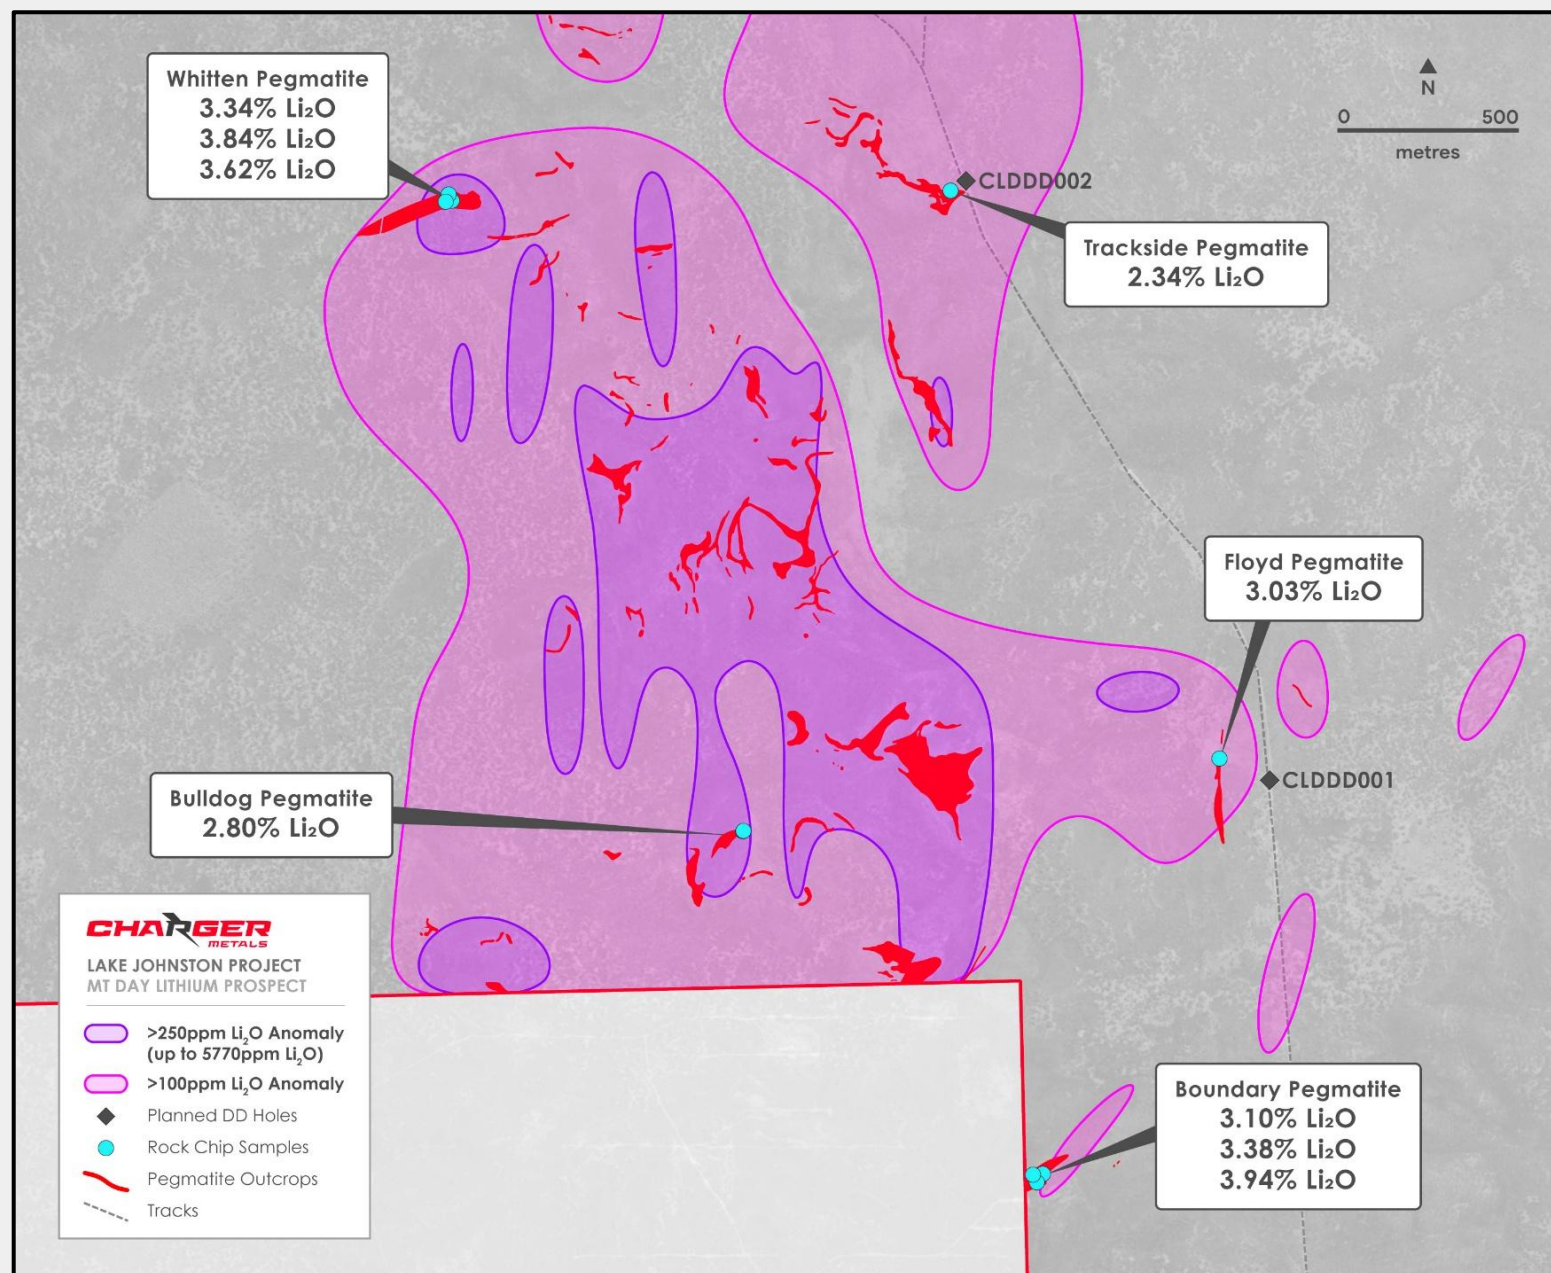 Whitten Pegmatite
3.34% Li₂O
3.84% Li₂O
3.62% Li₂O
N
0 500
metres
CLDDD002
Trackside Pegmatite
2.34% Li₂O
Floyd Pegmatite
3.03% Li₂O
CLDDD001
Bulldog Pegmatite
2.80% Li₂O
CHARGER
METALS
LAKE JOHNSTON PROJECT
MT DAY LITHIUM PROSPECT
>250ppm Li₂O Anomaly
(up to 5770ppm Li₂O)
>100ppm Li₂O Anomaly
Planned DD Holes
Rock Chip Samples
Pegmatite Outcrops
Tracks
Boundary Pegmatite
3.10% Li₂O
3.38% Li₂O
3.94% Li₂O